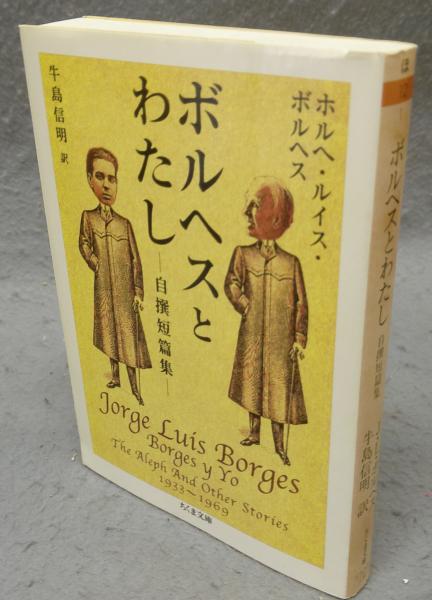 ホルヘ・ルイス・
ボルヘス
ボルヘスと
わたし
―自撰短篇集
牛島信明 訳
Jorge Luis Borges
Borges y Yo
The Aleph And Other Stories
1933～1969
ちくま文庫
ほ
ボルヘスとわたし
自撰短篇集
牛島信明 訳